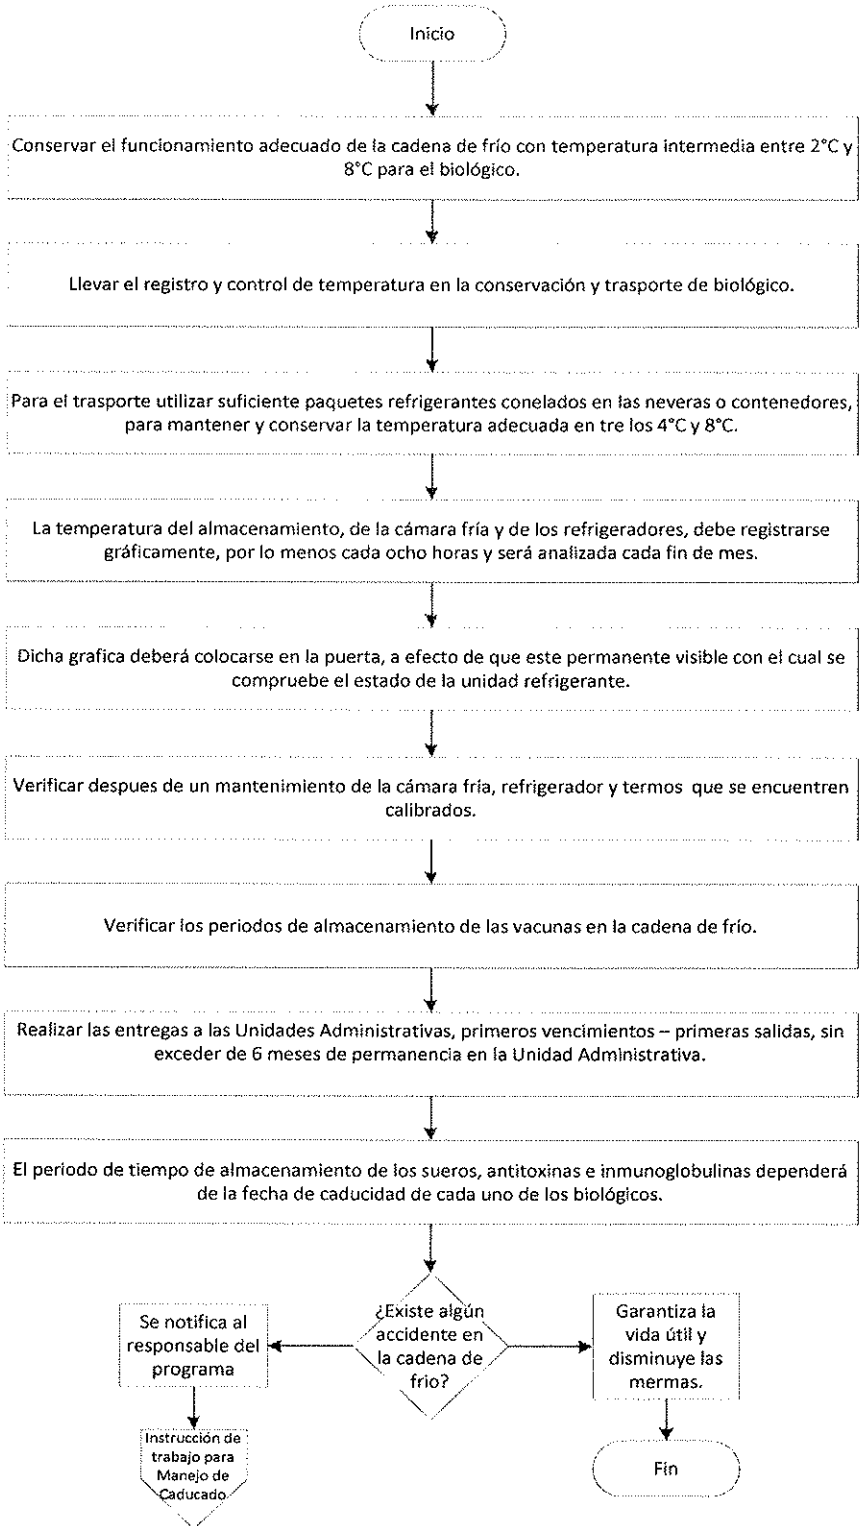 Inicio
Conservar el funcionamiento adecuado de la cadena de frío con temperatura intermedia entre 2°C y
8°C para el biológico.
Llevar el registro y control de temperatura en la conservación y trasporte de biológico.
Para el trasporte utilizar suficiente paquetes refrigerantes conelados en las neveras o contenedores,
para mantener y conservar la temperatura adecuada en tre los 4°C y 8°C.
La temperatura del almacenamiento, de la cámara fría y de los refrigeradores, debe registrarse
gráficamente, por lo menos cada ocho horas y será analizada cada fin de mes.
Dicha grafica deberá colocarse en la puerta, a efecto de que este permanente visible con el cual se
compruebe el estado de la unidad refrigerante.
Verificar despues de un mantenimiento de la cámara fría, refrigerador y termos que se encuentren
calibrados.
Verificar los periodos de almacenamiento de las vacunas en la cadena de frío.
Realizar las entregas a las Unidades Administrativas, primeros vencimientos – primeras salidas, sin
exceder de 6 meses de permanencia en la Unidad Administrativa.
El periodo de tiempo de almacenamiento de los sueros, antitoxinas e inmunoglobulinas dependerá
de la fecha de caducidad de cada uno de los biológicos.
¿Existe algún
accidente en
la cadena de
frio?
Se notifica al
responsable del
programa
Instrucción de
trabajo para
Manejo de
Caducado
Garantiza la
vida útil y
disminuye las
mermas.
Fin